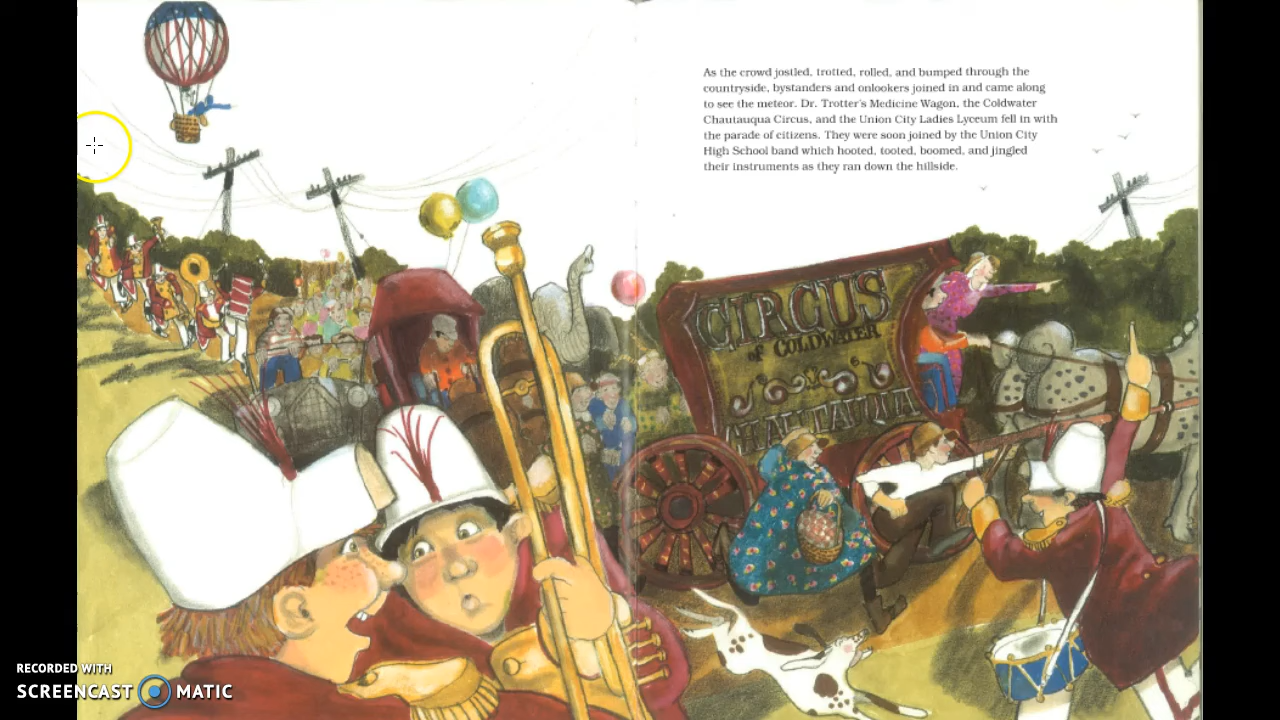 As the crowd jostled, trotted, rolled, and bumped through the
countryside, bystanders and onlookers joined in and came along
to see the meteor. Dr. Trotter's Medicine Wagon, the Coldwater
Chautauqua Circus, and the Union City Ladies Lyceum fell in with
the parade of citizens. They were soon joined by the Union City
High School band which hooted, tooted, boomed, and jingled
their instruments as they ran down the hillside.
CIRCUS
of COLDWATER
CHAUTAUQUA
RECORDED WITH
SCREENCAST MATIC